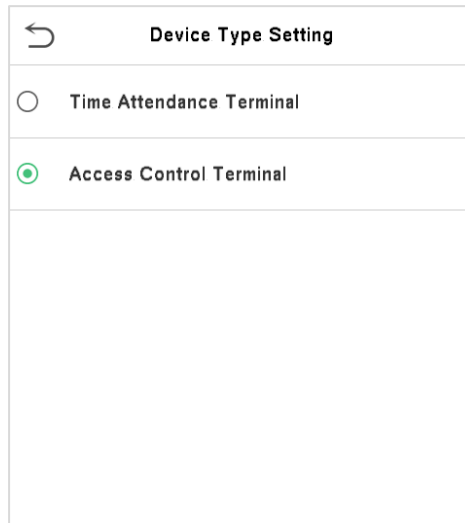 Device Type Setting
Time Attendance Terminal
Access Control Terminal